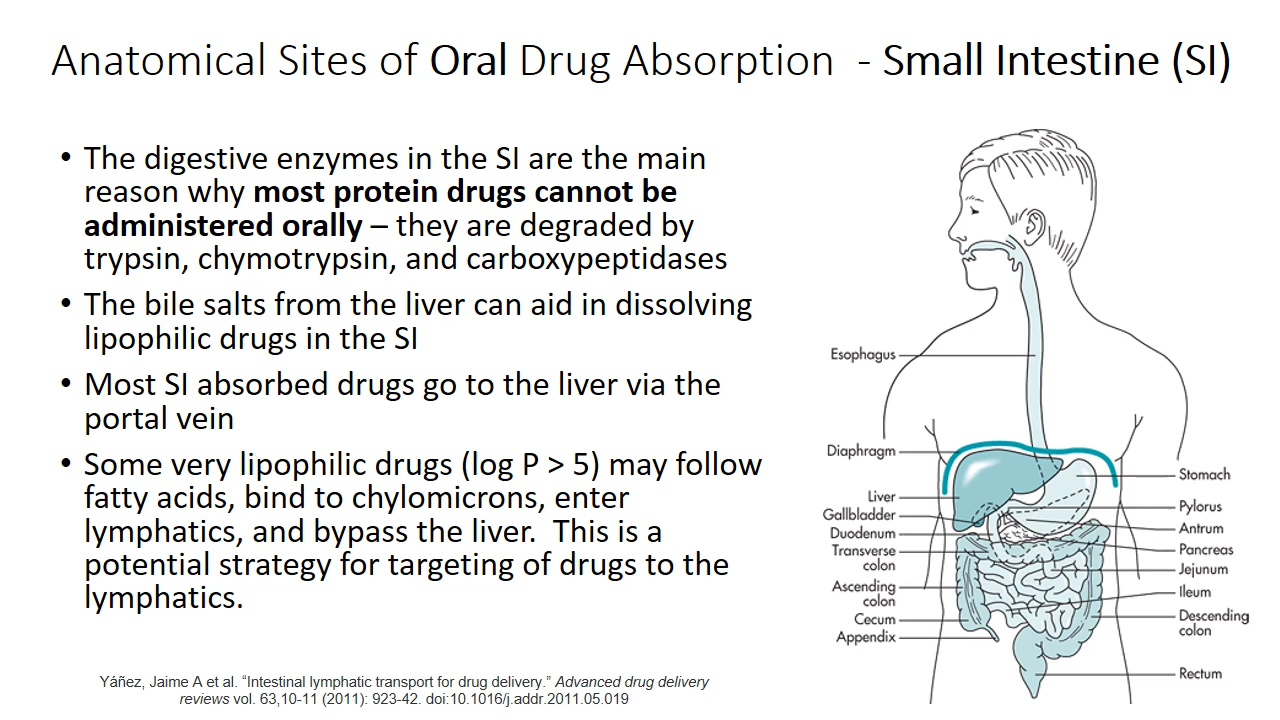 Anatomical Sites of Oral Drug Absorption - Small Intestine (SI)
• The digestive enzymes in the SI are the main
reason why most protein drugs cannot be
administered orally – they are degraded by
trypsin, chymotrypsin, and carboxypeptidases
• The bile salts from the liver can aid in dissolving
lipophilic drugs in the SI
• Most SI absorbed drugs go to the liver via the
portal vein
• Some very lipophilic drugs (log P > 5) may follow
fatty acids, bind to chylomicrons, enter
lymphatics, and bypass the liver. This is a
potential strategy for targeting of drugs to the
lymphatics.
Yáñez, Jaime A et al. “Intestinal lymphatic transport for drug delivery.” Advanced drug delivery
reviews vol. 63,10-11 (2011): 923-42. doi:10.1016/j.addr.2011.05.019
Esophagus
Diaphragm
Liver
Gallbladder
Duodenum
Transverse
colon
Ascending
colon
Cecum
Appendix
Stomach
Pylorus
Antrum
Pancreas
Jejunum
Ileum
Descending
colon
Rectum